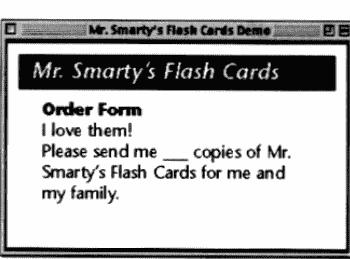 Mr. Smarty's Flash Cards Demo
Mr. Smarty's Flash Cards
Order Form
I love them!
Please send me ___ copies of Mr.
Smarty's Flash Cards for me and
my family.